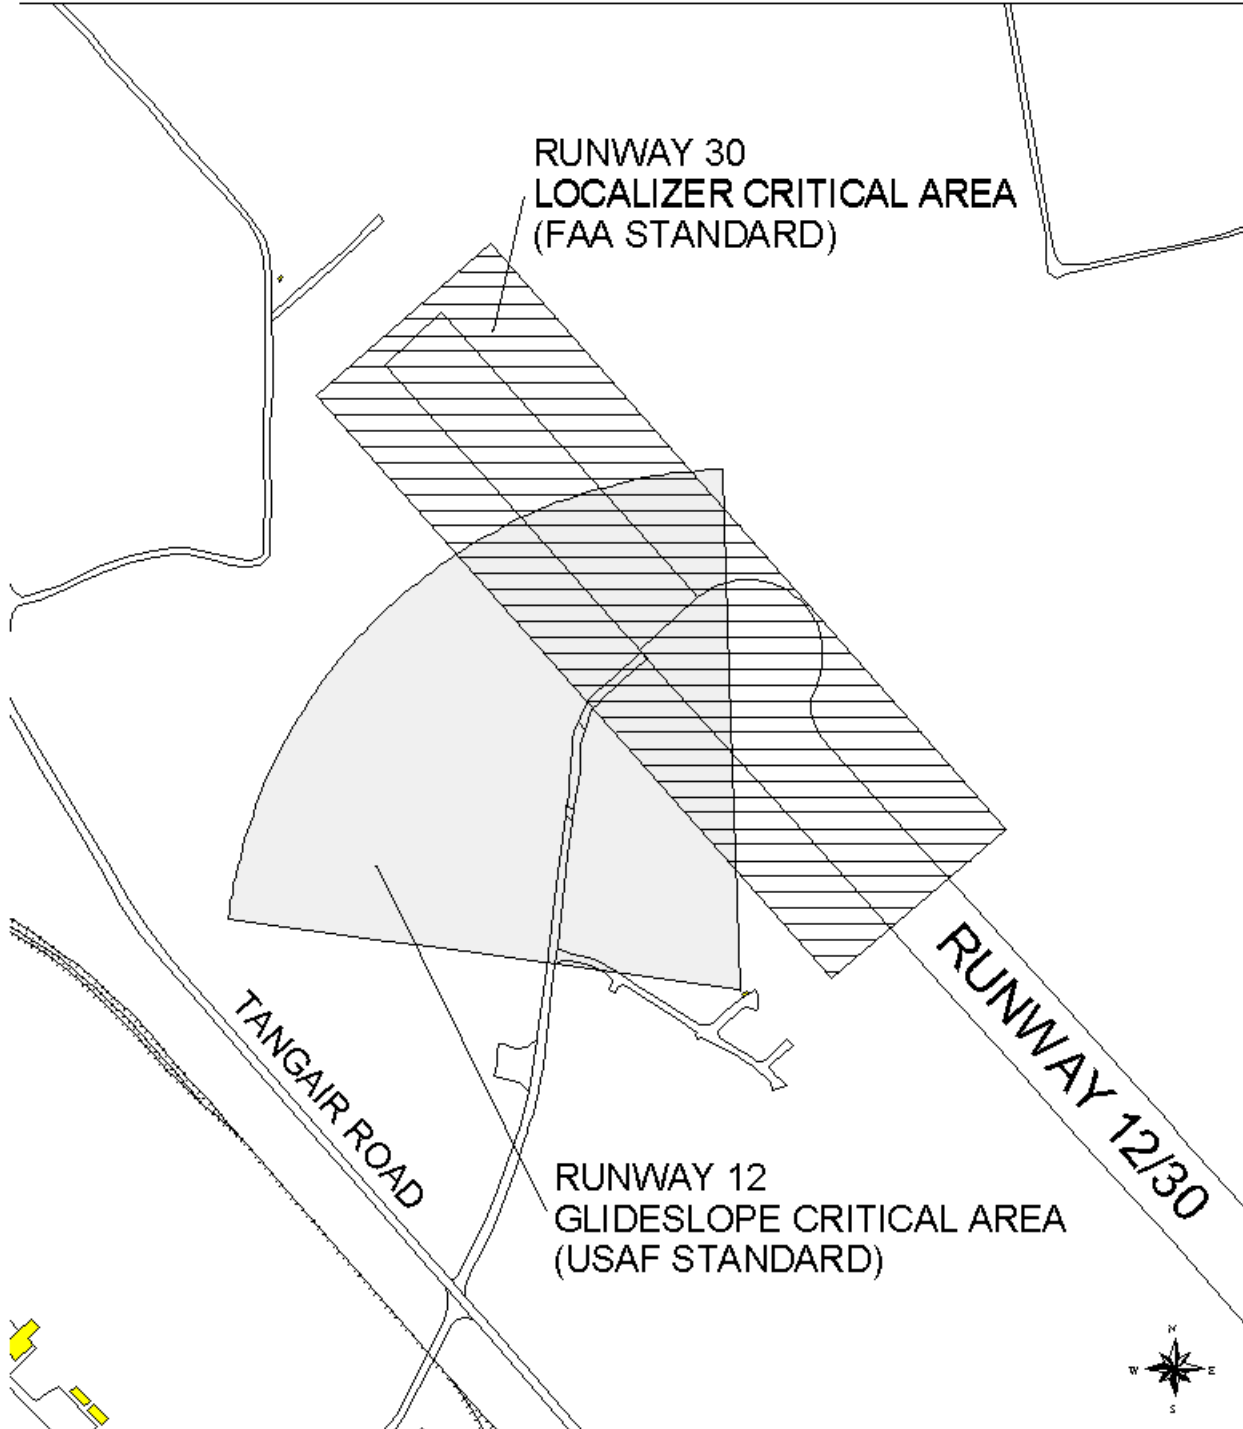 RUNWAY 30
LOCALIZER CRITICAL AREA
(FAA STANDARD)
RUNWAY 12/30
TANGAIR ROAD
RUNWAY 12
GLIDESLOPE CRITICAL AREA
(USAF STANDARD)
N
W E
S